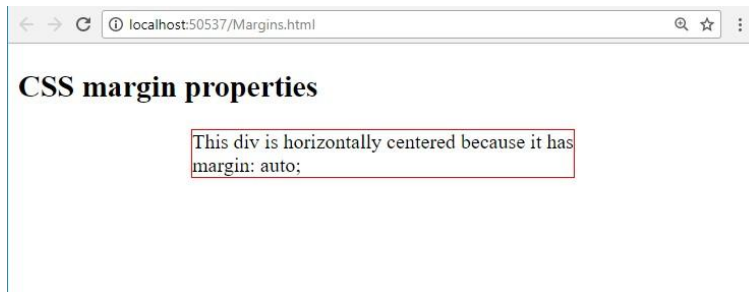 localhost:50537/Margins.html
CSS margin properties
This div is horizontally centered because it has
margin: auto;